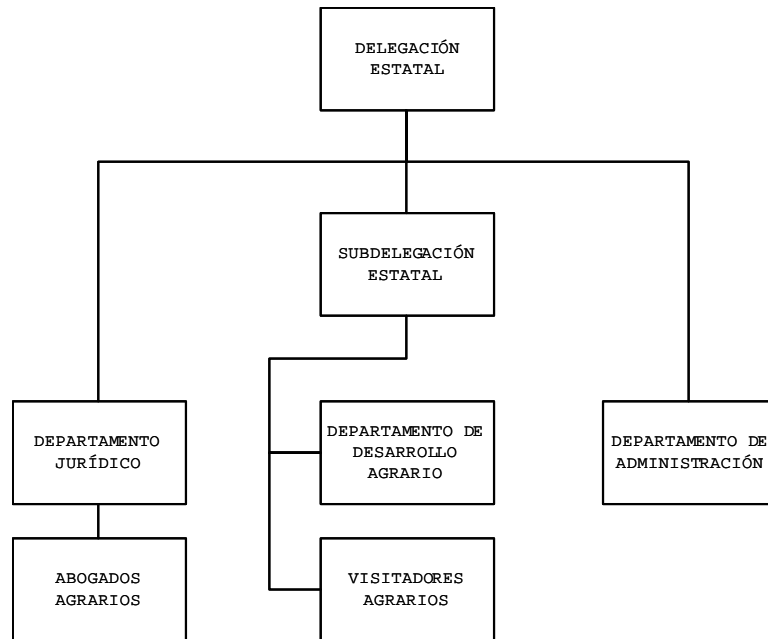 DELEGACIÓN
ESTATAL
SUBDELEGACIÓN
ESTATAL
DEPARTAMENTO
JURÍDICO
DEPARTAMENTO DE
DESARROLLO
AGRARIO
DEPARTAMENTO DE
ADMINISTRACIÓN
ABOGADOS
AGRARIOS
VISITADORES
AGRARIOS